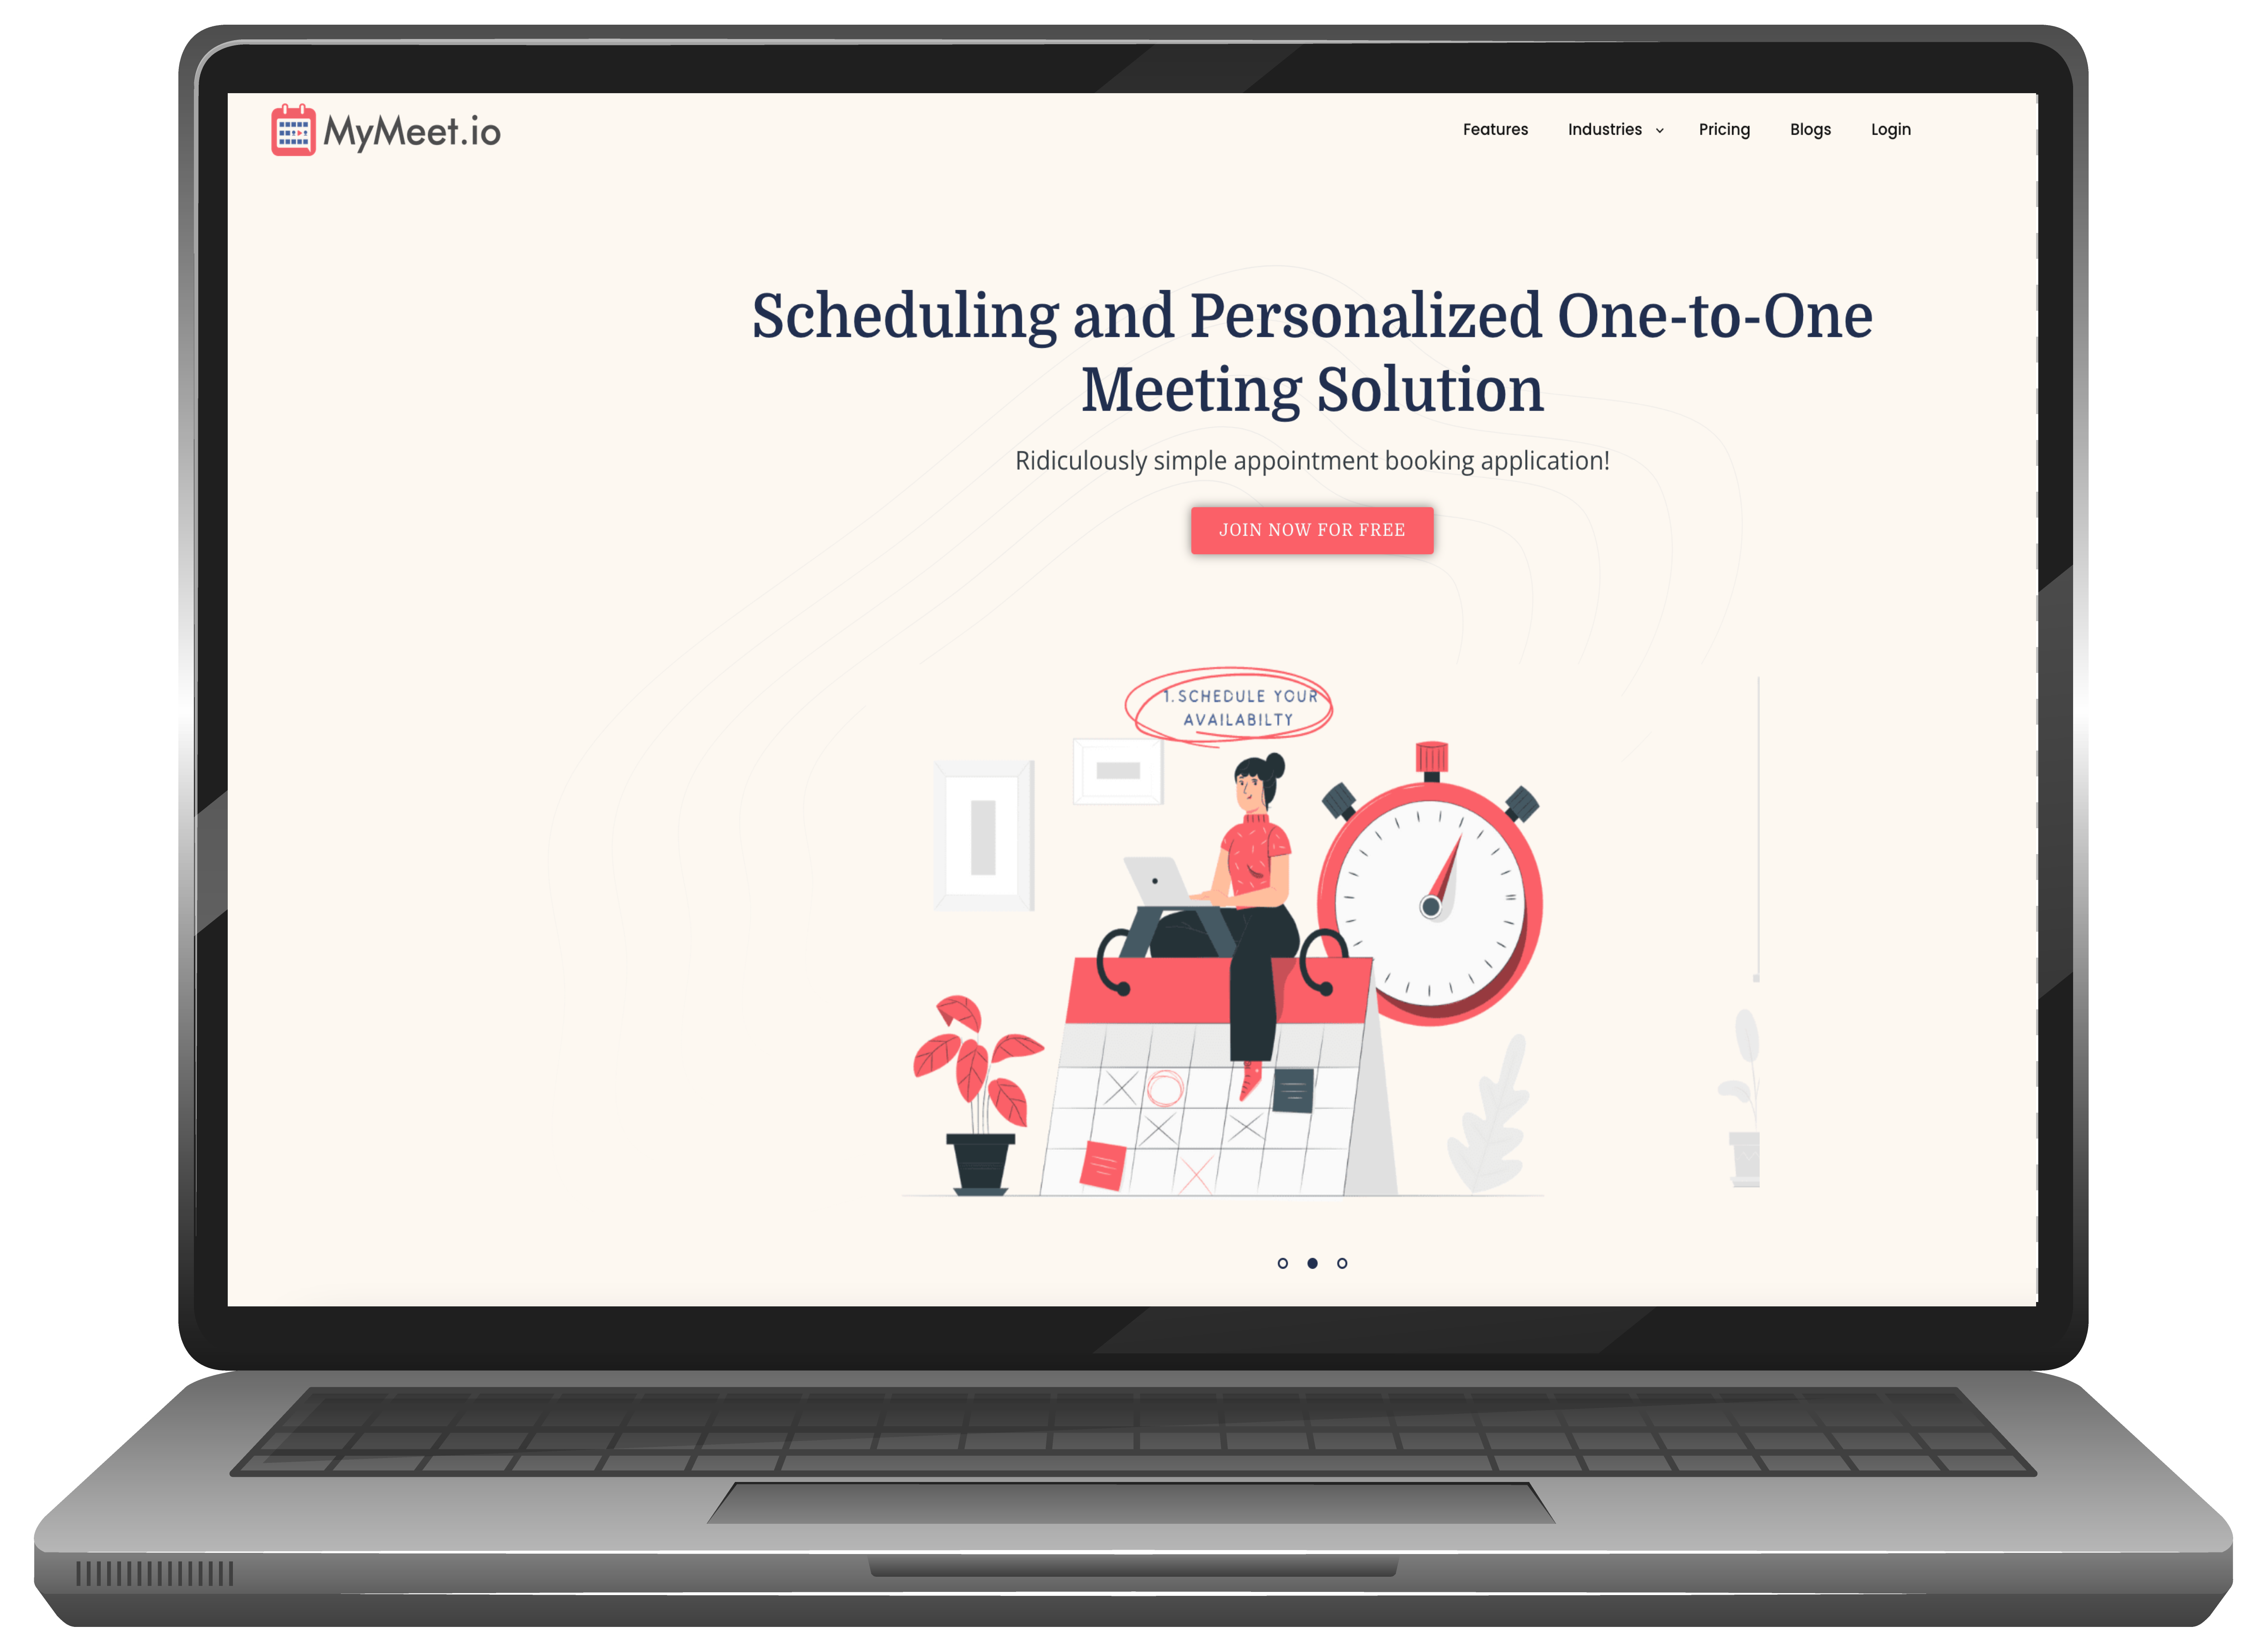 MyMeet.io
Features Industries Pricing Blogs Login
Scheduling and Personalized One-to-One
Meeting Solution
Ridiculously simple appointment booking application!
JOIN NOW FOR FREE
1. SCHEDULE YOUR
AVAILABILTY